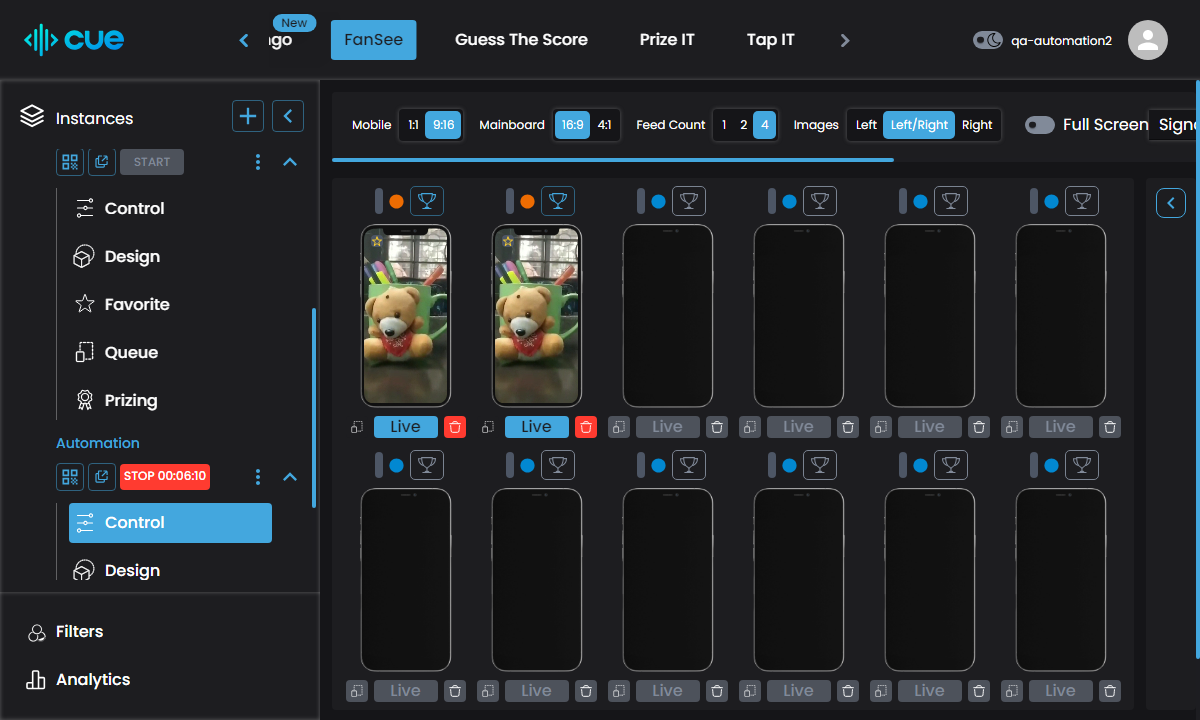 cue
New
ngo
FanSee
Guess The Score
Prize IT
Tap IT
qa-automation2
Instances
START
Control
Design
Favorite
Queue
Prizing
Automation
STOP 00:06:10
Control
Design
Filters
Analytics
Mobile 1:1 9:16 Mainboard 16:9 4:1 Feed Count 1 2 4 Images Left Left/Right Right Full Screen
Live Live Live Live Live Live
Live Live Live Live Live Live